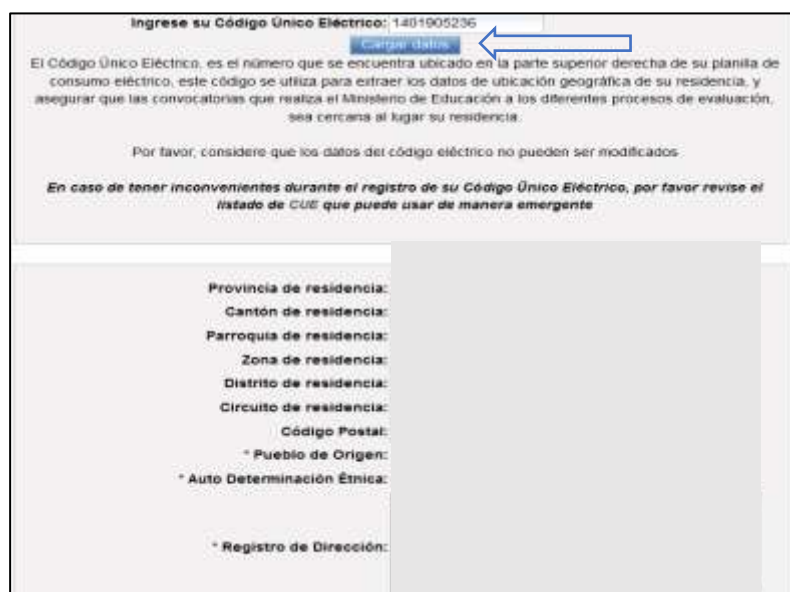 Ingrese su Código Único Eléctrico: 1401905236
Cargar datos
El Código Único Eléctrico, es el número que se encuentra ubicado en la parte superior derecha de su planilla de
consumo eléctrico, este código se utiliza para extraer los datos de ubicación geográfica de su residencia, y
asegurar que las convocatorias que realiza el Ministerio de Educación a los diferentes procesos de evaluación,
sea cercana al lugar su residencia.
Por favor, considere que los datos del código eléctrico no pueden ser modificados
En caso de tener inconvenientes durante el registro de su Código Único Eléctrico, por favor revise el
listado de CUE que puede usar de manera emergente
Provincia de residencia:
Cantón de residencia:
Parroquia de residencia:
Zona de residencia:
Distrito de residencia:
Circuito de residencia:
Código Postal:
* Pueblo de Origen:
* Auto Determinación Étnica:
* Registro de Dirección: